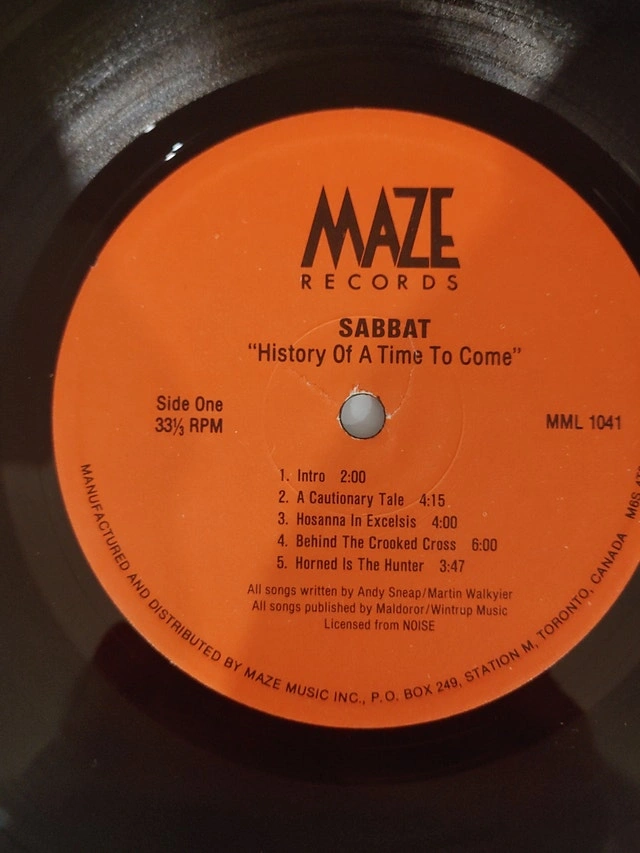 MAZE
RECORDS
SABBAT
"History Of A Time To Come"
Side One
33⅓ RPM
MML 1041
1. Intro 2:00
2. A Cautionary Tale 4:15
3. Hosanna In Excelsis 4:00
4. Behind The Crooked Cross 6:00
5. Horned Is The Hunter 3:47
All songs written by Andy Sneap/Martin Walkyier
All songs published by Maldoror/Wintrup Music
Licensed from NOISE
MANUFACTURED AND DISTRIBUTED BY MAZE MUSIC INC., P.O. BOX 249, STATION M, TORONTO, CANADA M6S